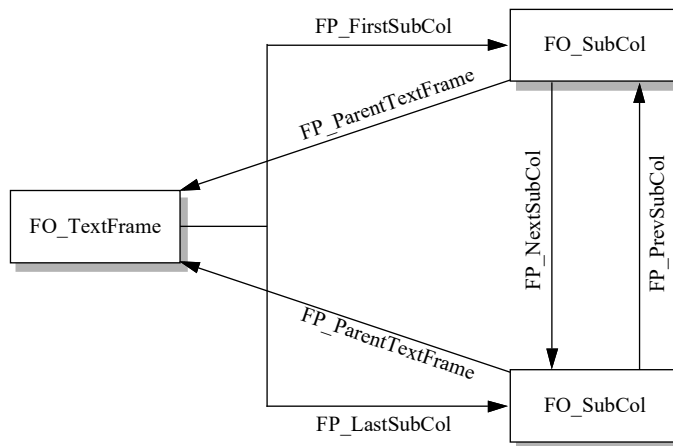 FP_FirstSubCol
FO_SubCol
FP_ParentTextFrame
FO_TextFrame
FP_NextSubCol
FP_PrevSubCol
FP_ParentTextFrame
FO_SubCol
FP_LastSubCol